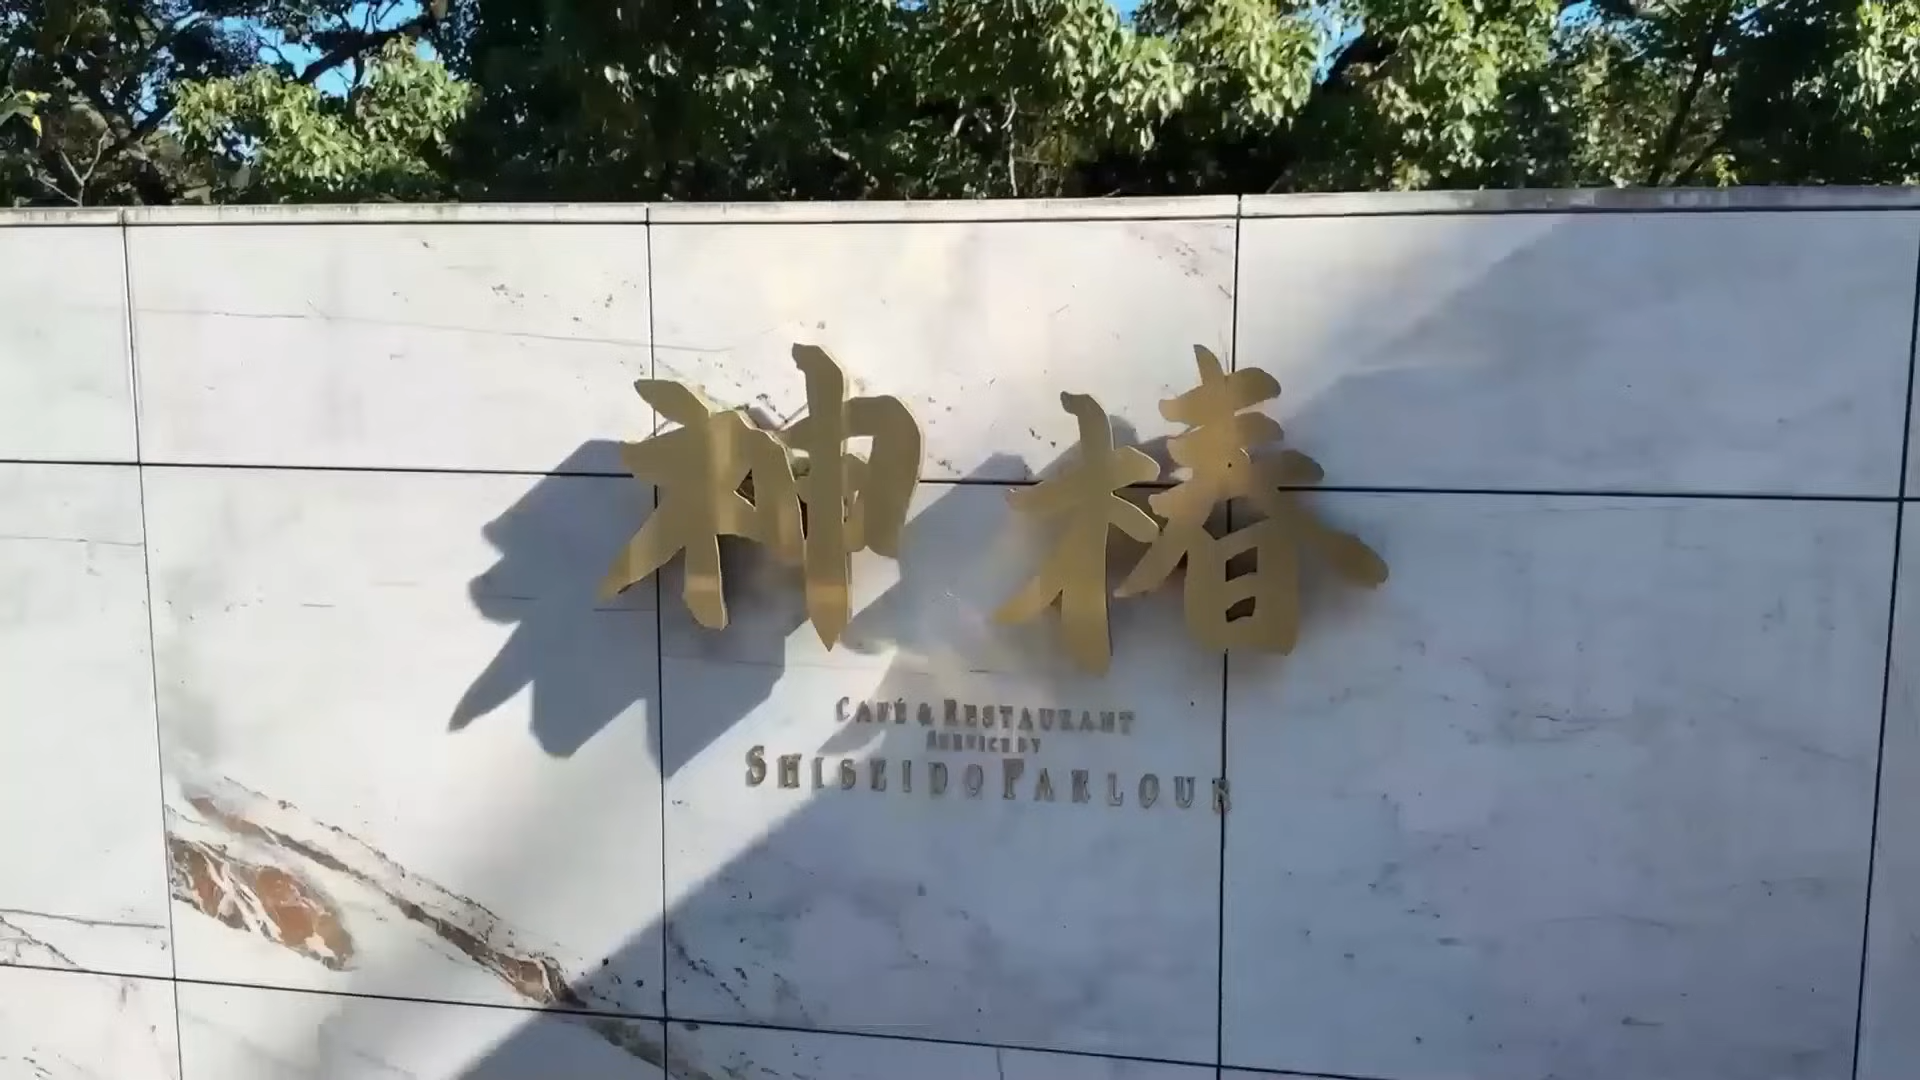 神椿
CAFÉ & RESTAURANT
SERVICE BY
SHISEIDO PARLOUR